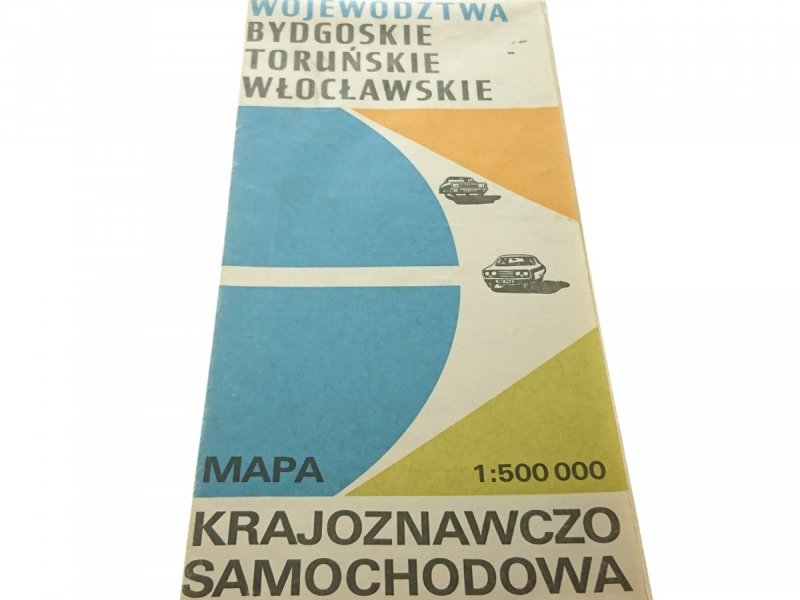 WOJEWÓDZTWA
BYDGOSKIE
TORUŃSKIE
WŁOCŁAWSKIE
MAPA 1:500 000
KRAJOZNAWCZO
SAMOCHODOWA